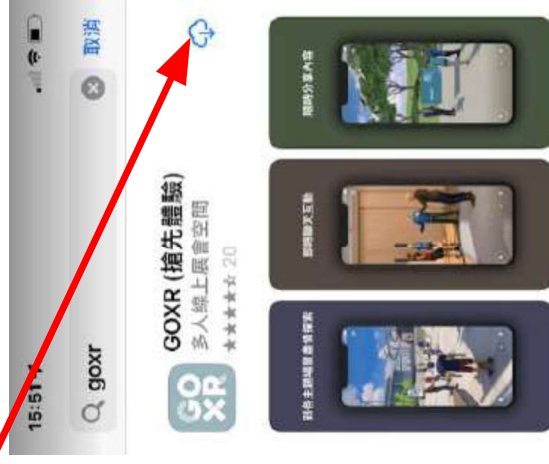 15:51
goxr
取消
GO
XR
GOXR (搶先體驗)
多人線上展會空間
★★★★☆ 20
到各主題場景盡情探索
即時聊天互動
隨時分享內容